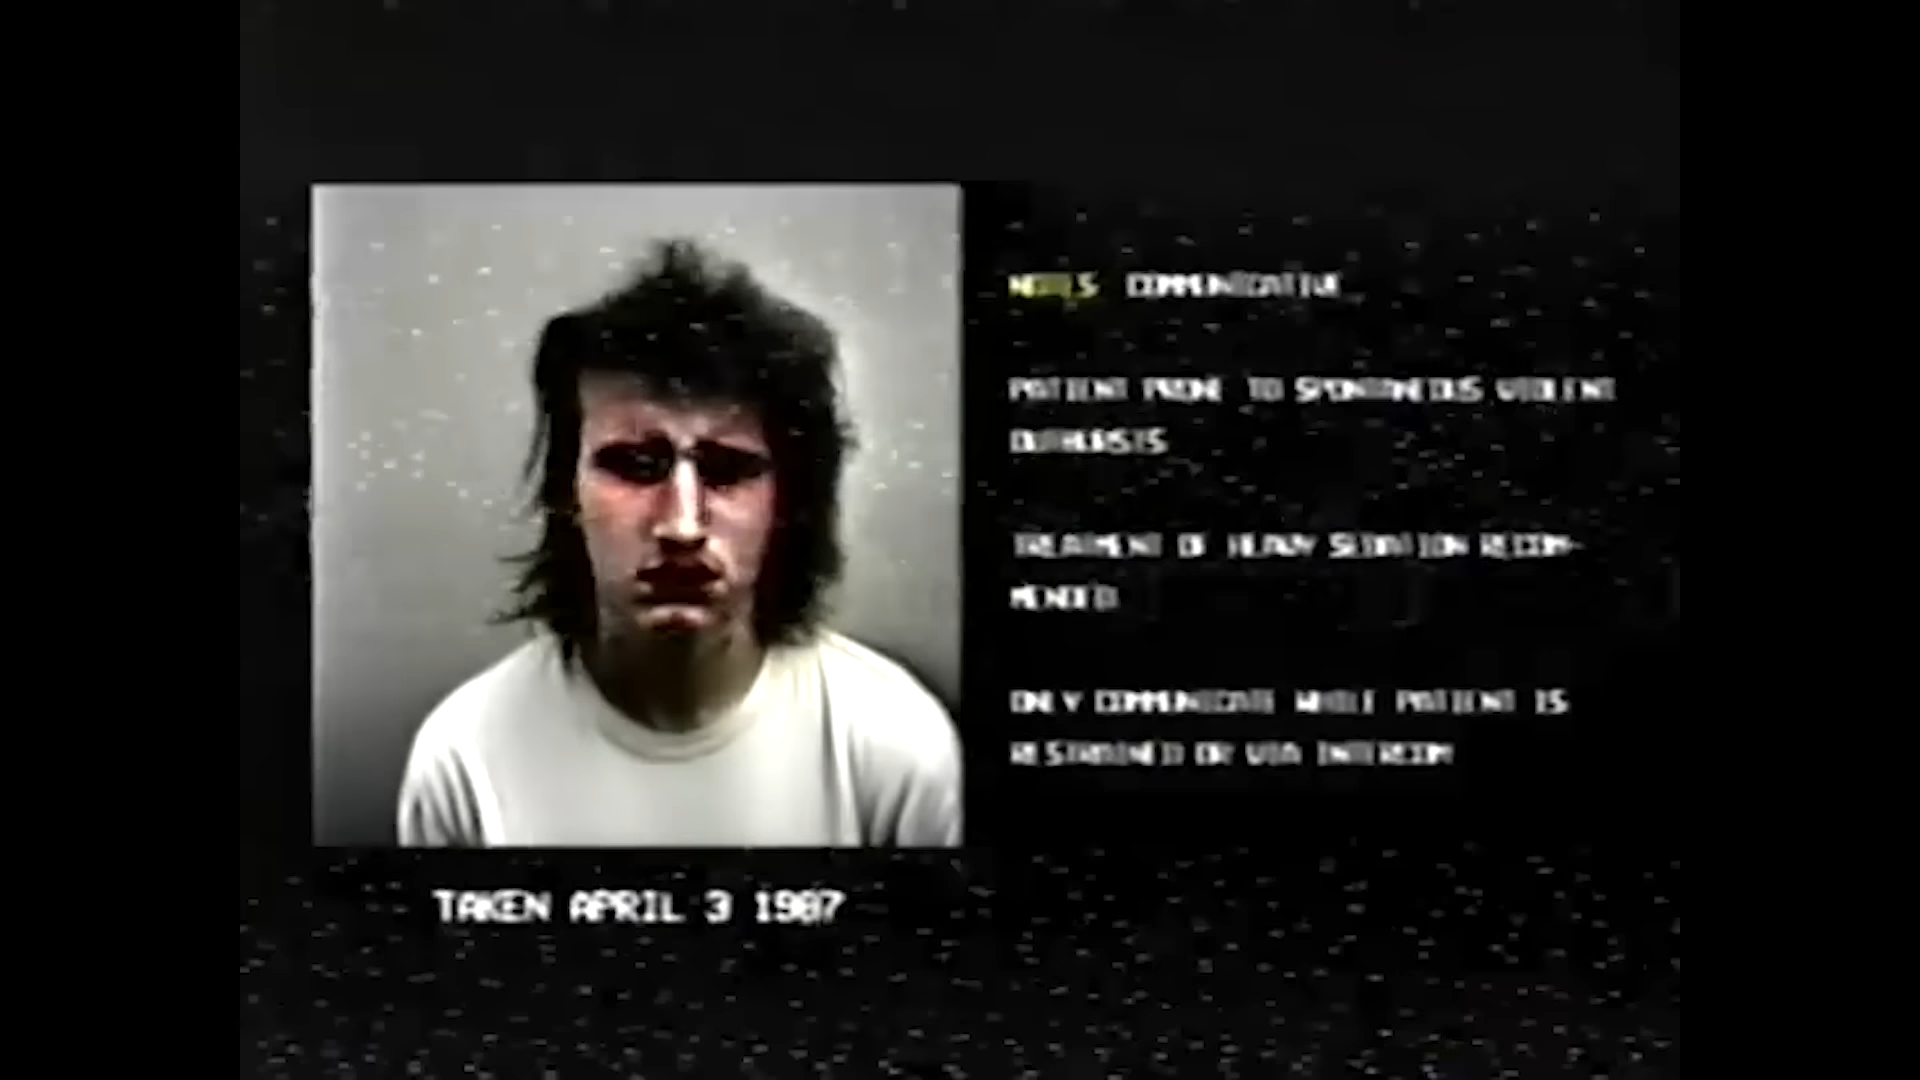 NOTES COMMUNICATIVE
PATIENT PRONE TO SPONTANEOUS VIOLENT
OUTBURSTS
TREATMENT OF HEAVY SEDATION RECOM-
MENDED
ONLY COMMUNICATE WHILE PATIENT IS
RESTRAINED OR VIA INTERCOM
TAKEN APRIL 3 1987